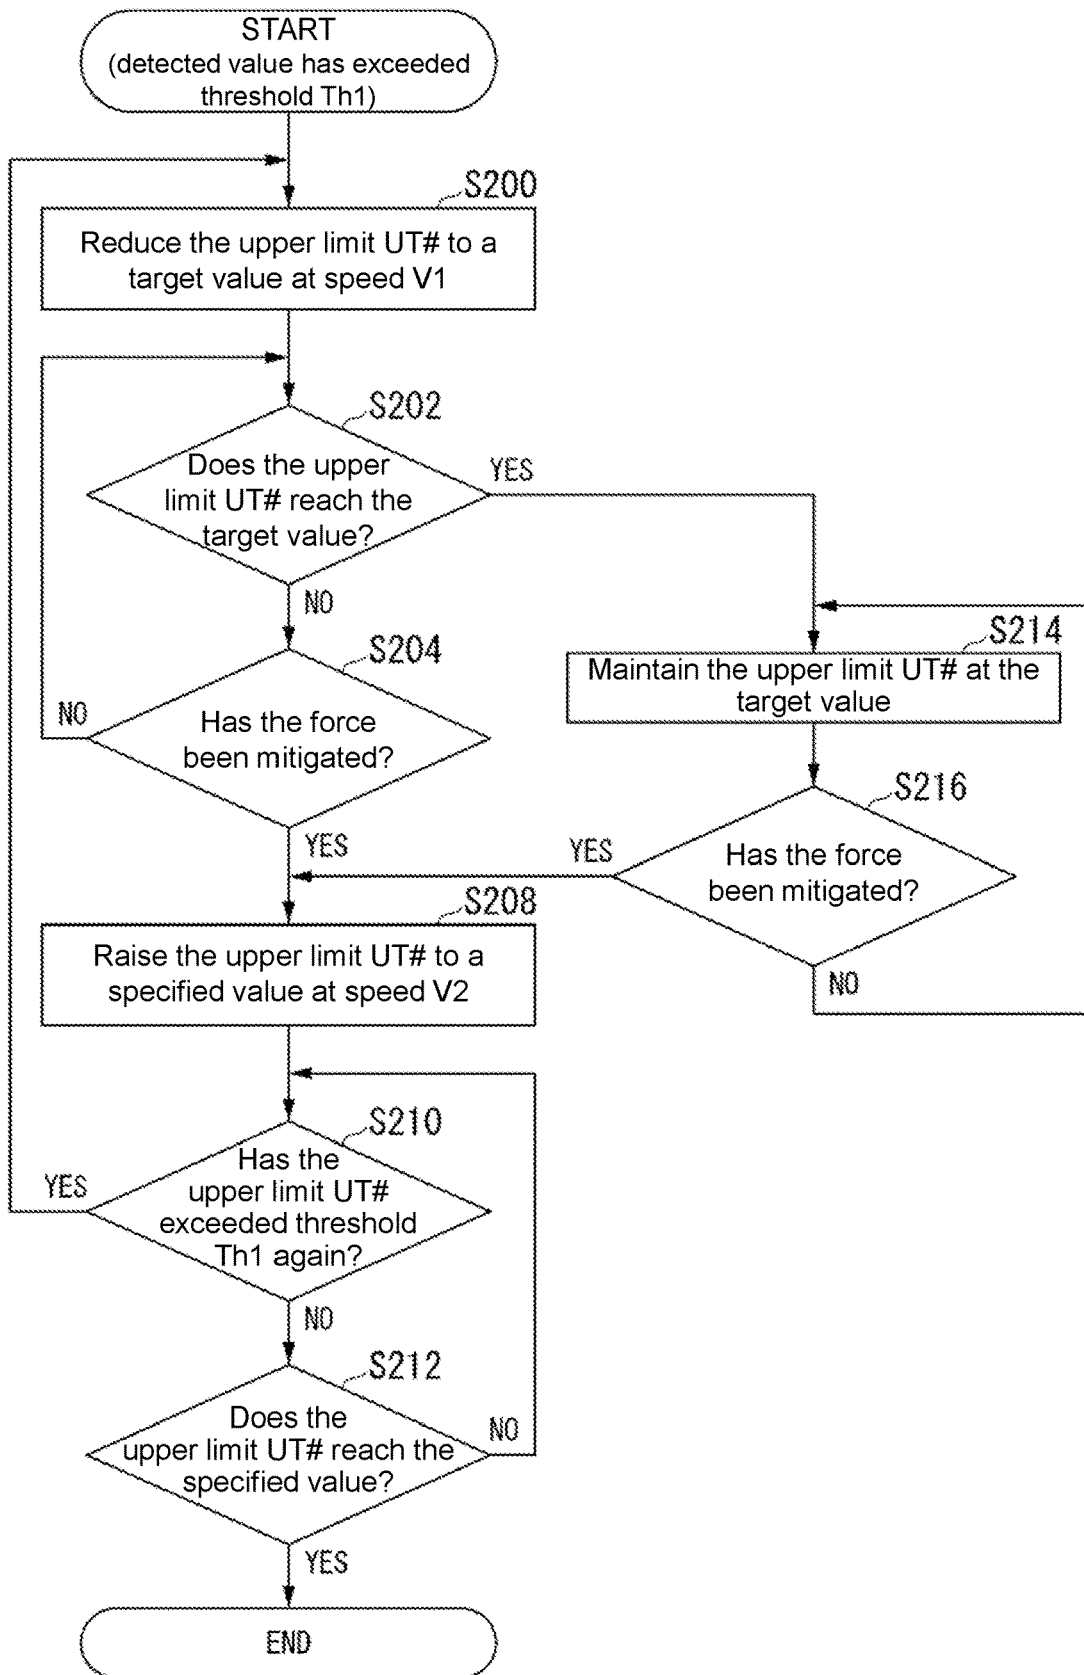 START
(detected value has exceeded
threshold Th1)
S200
Reduce the upper limit UT# to a
target value at speed V1
S202
Does the upper
limit UT# reach the
target value?
YES
NO
S204
Has the force
been mitigated?
NO
YES
S214
Maintain the upper limit UT# at the
target value
S216
Has the force
been mitigated?
YES
NO
S208
Raise the upper limit UT# to a
specified value at speed V2
S210
Has the
upper limit UT#
exceeded threshold
Th1 again?
YES
NO
S212
Does the
upper limit UT# reach the
specified value?
NO
YES
END